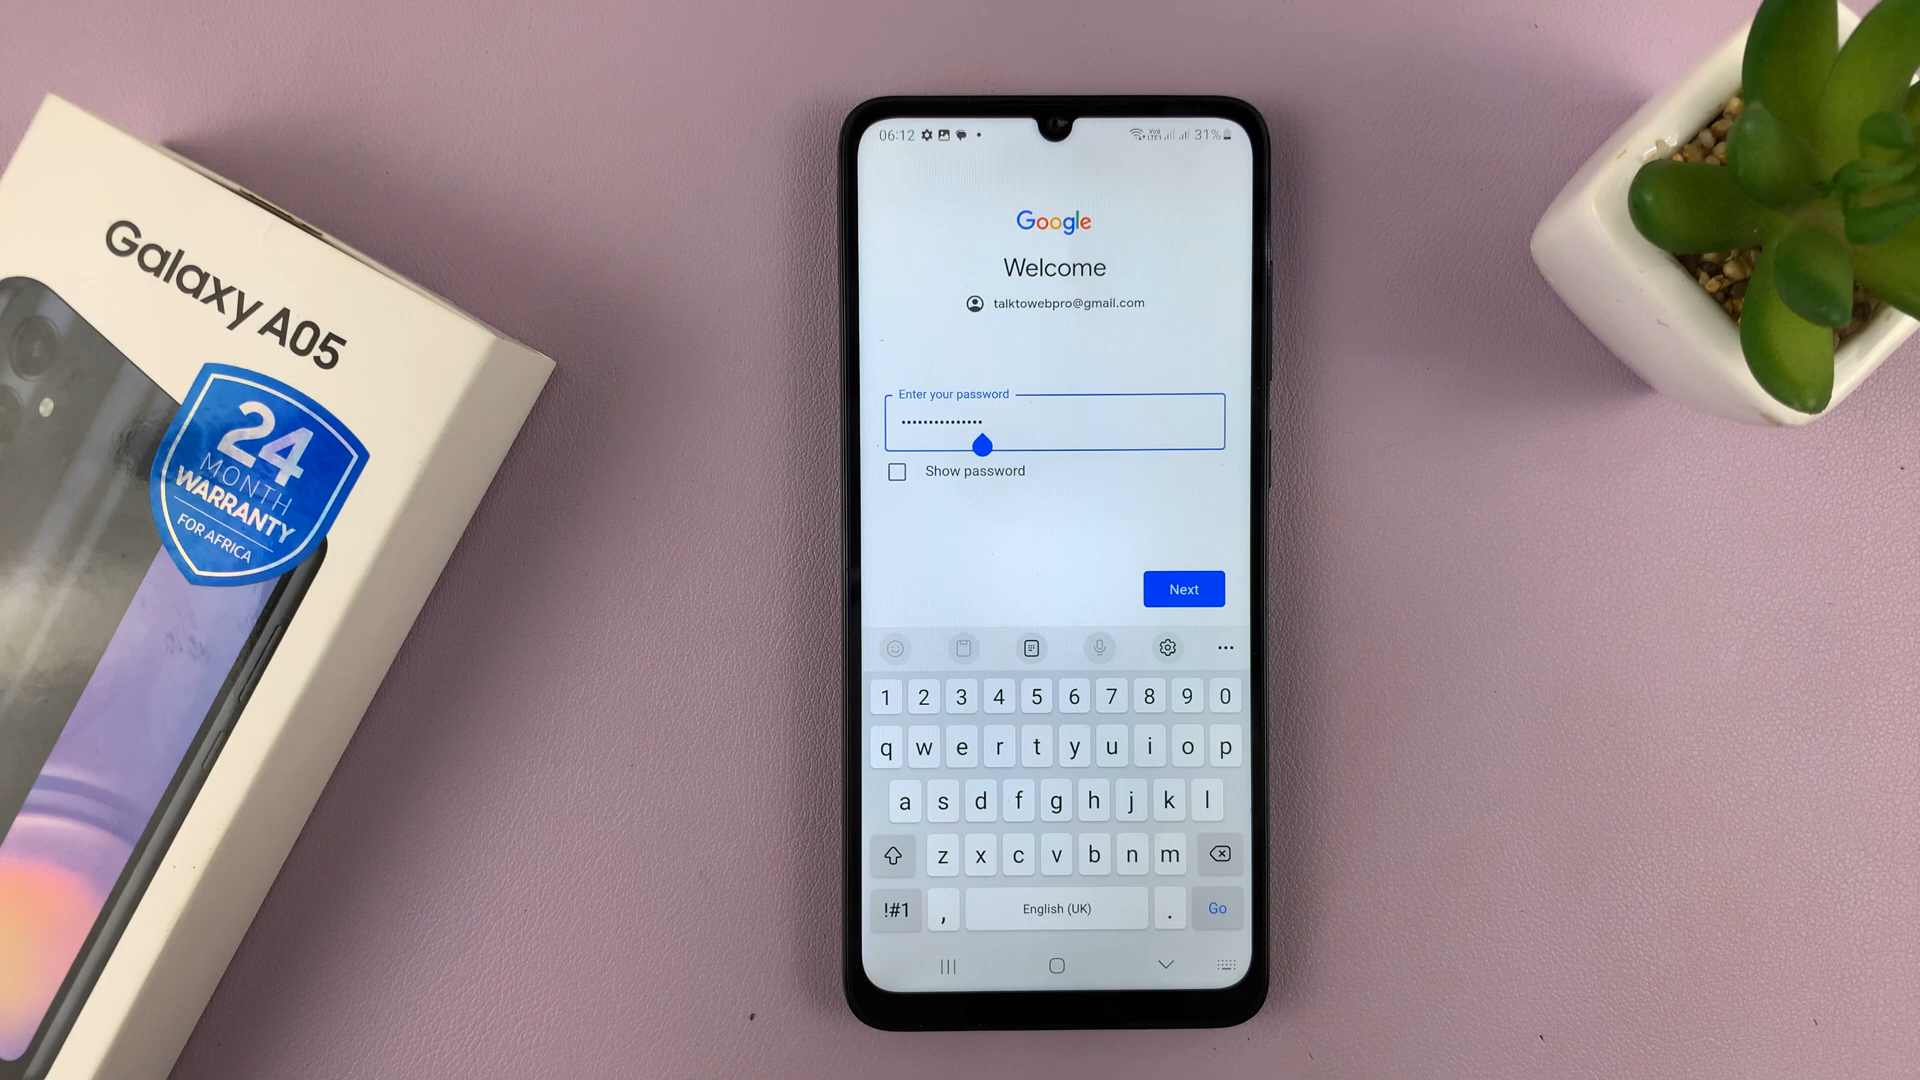 Galaxy A05
24
MONTH
WARRANTY
FOR AFRICA
06:12
31%
Google
Welcome
talktowebpro@gmail.com
Enter your password
•••••••••••••••
Show password
Next
1 2 3 4 5 6 7 8 9 0
q w e r t y u i o p
a s d f g h j k l
z x c v b n m
!#1 , English (UK) . Go